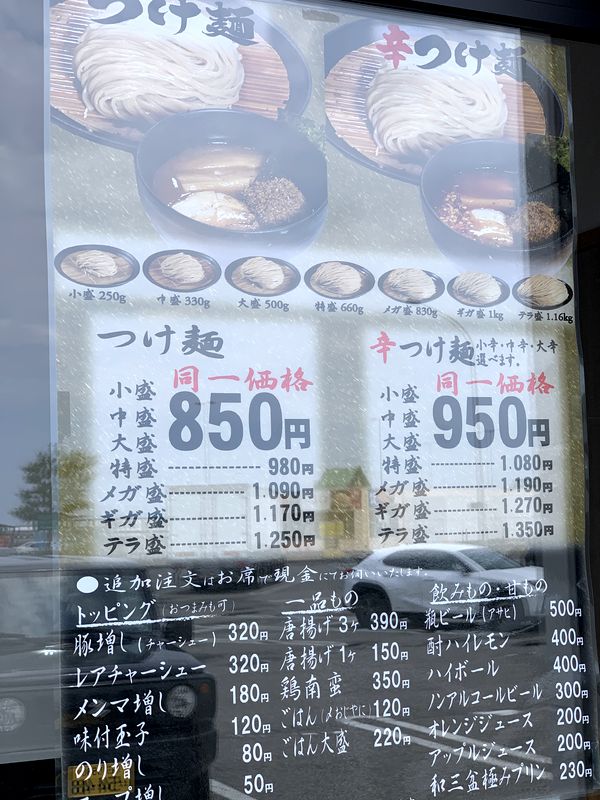 つけ麺
辛つけ麺
小盛 250g
中盛 330g
大盛 500g
特盛 660g
メガ盛 830g
ギガ盛 1kg
テラ盛 1.16kg
つけ麺
同一価格
小盛
中盛
大盛
850円
特盛 980円
メガ盛 1.090円
ギガ盛 1.170円
テラ盛 1.250円
辛つけ麺 小辛・中辛・大辛
選べます。
同一価格
小盛
中盛
大盛
950円
特盛 1.080円
メガ盛 1.190円
ギガ盛 1.270円
テラ盛 1.350円
●追加注文はお席で現金にてお伺いいたします。
トッピング(おつまみも可)
豚増し(チャーシュー) 320円
レアチャーシュー 320円
メンマ増し 180円
味付玉子 120円
のり増し 80円
50円
一品もの
唐揚げ3ヶ 390円
唐揚げ1ヶ 150円
鶏南蛮 350円
ごはん(〆おじやに) 120円
ごはん大盛 220円
飲みもの・甘もの
瓶ビール(アサヒ) 500円
酎ハイレモン 400円
ハイボール 400円
ノンアルコールビール 300円
オレンジジュース 200円
アップルジュース 200円
和三盆極みプリン 230円